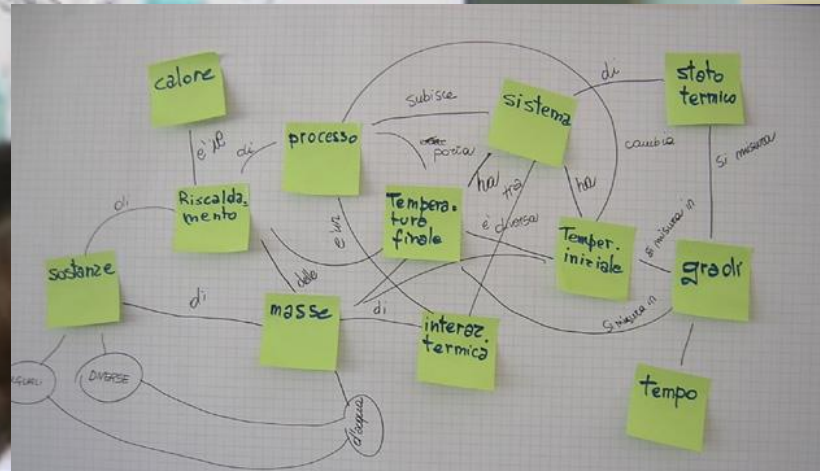 calore
è il
di
processo
subisce
porta
sistema
di
stato
termico
cambia
si misura
di
Riscalda.
mento
Tempera.
tura
finale
ha
tra
ha
è diversa
Temper.
iniziale
si misura in
gradi
sostanze
di
delle
masse
di
è un
interaz.
termica
si misura in
tempo
DIVERSE
d'acqua